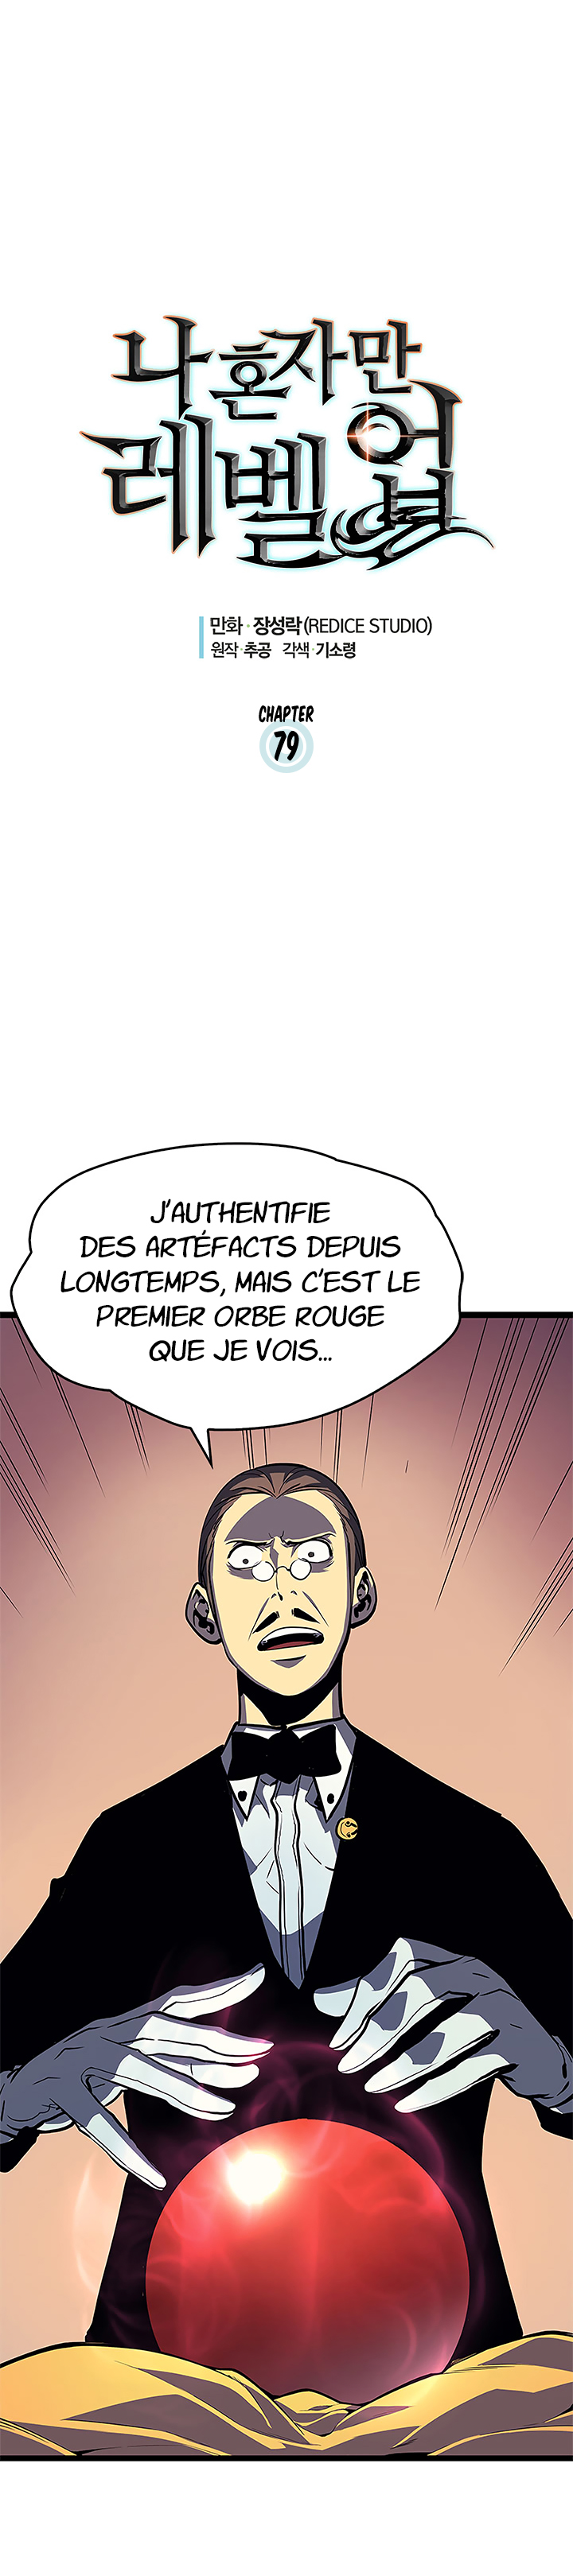 나 혼자만
레벨업
만화·장성락(REDICE STUDIO)
원작·추공 각색·기소령
CHAPTER
79
J'AUTHENTIFIE
DES ARTÉFACTS DEPUIS
LONGTEMPS, MAIS C'EST LE
PREMIER ORBE ROUGE
QUE JE VOIS...